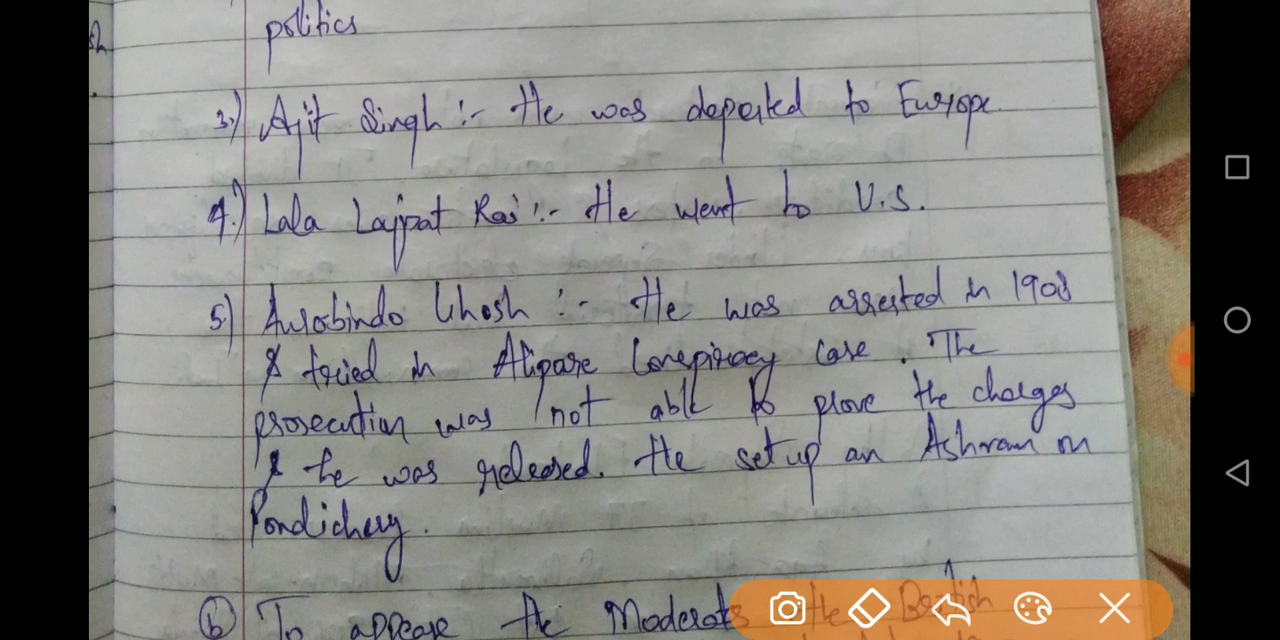 politics
3.) Ajit Singh :- He was deported to Europe.
4.) Lala Lajpat Rai :- He went to U.S.
5.) Aurobindo Ghosh :- He was arrested in 1908
& tried in Alipore Conspiracy Case. The
prosecution was not able to prove the charges
& he was released. He set up an Ashram in
Pondichery.
(b) To appease the Moderates the British